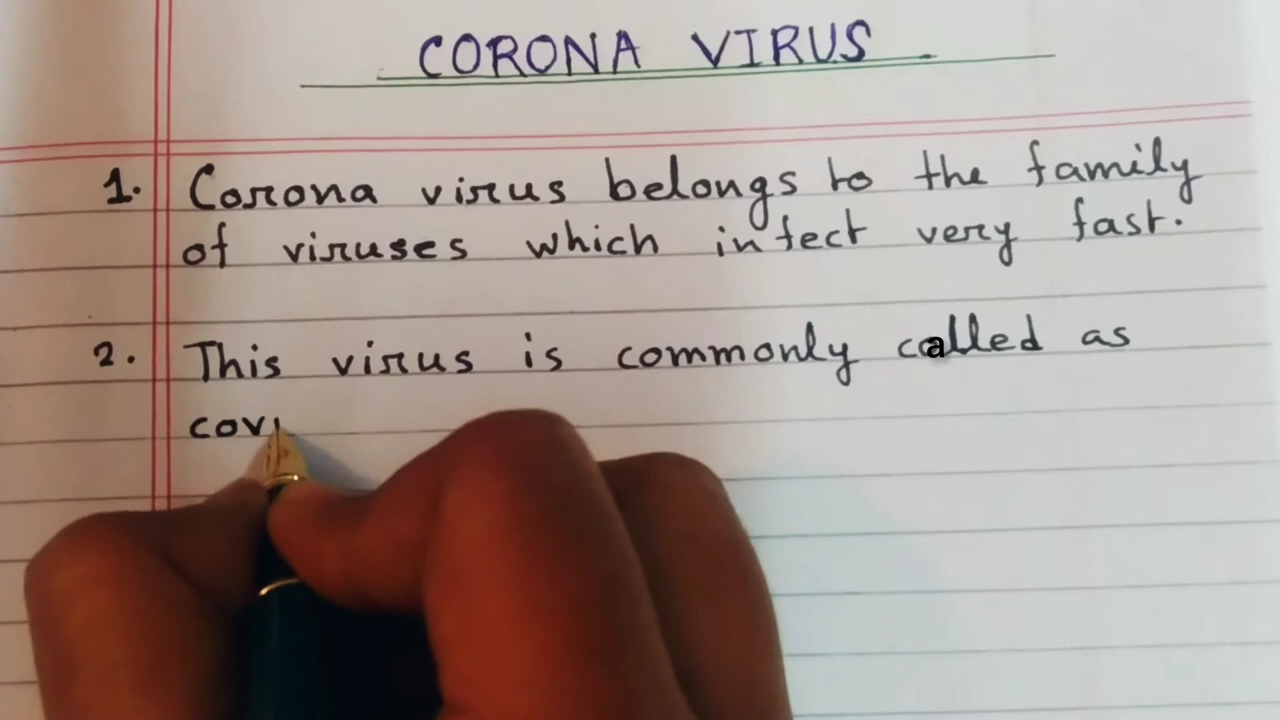 CORONA VIRUS
1. Corona virus belongs to the family
of viruses which infect very fast.
2. This virus is commonly called as
covi